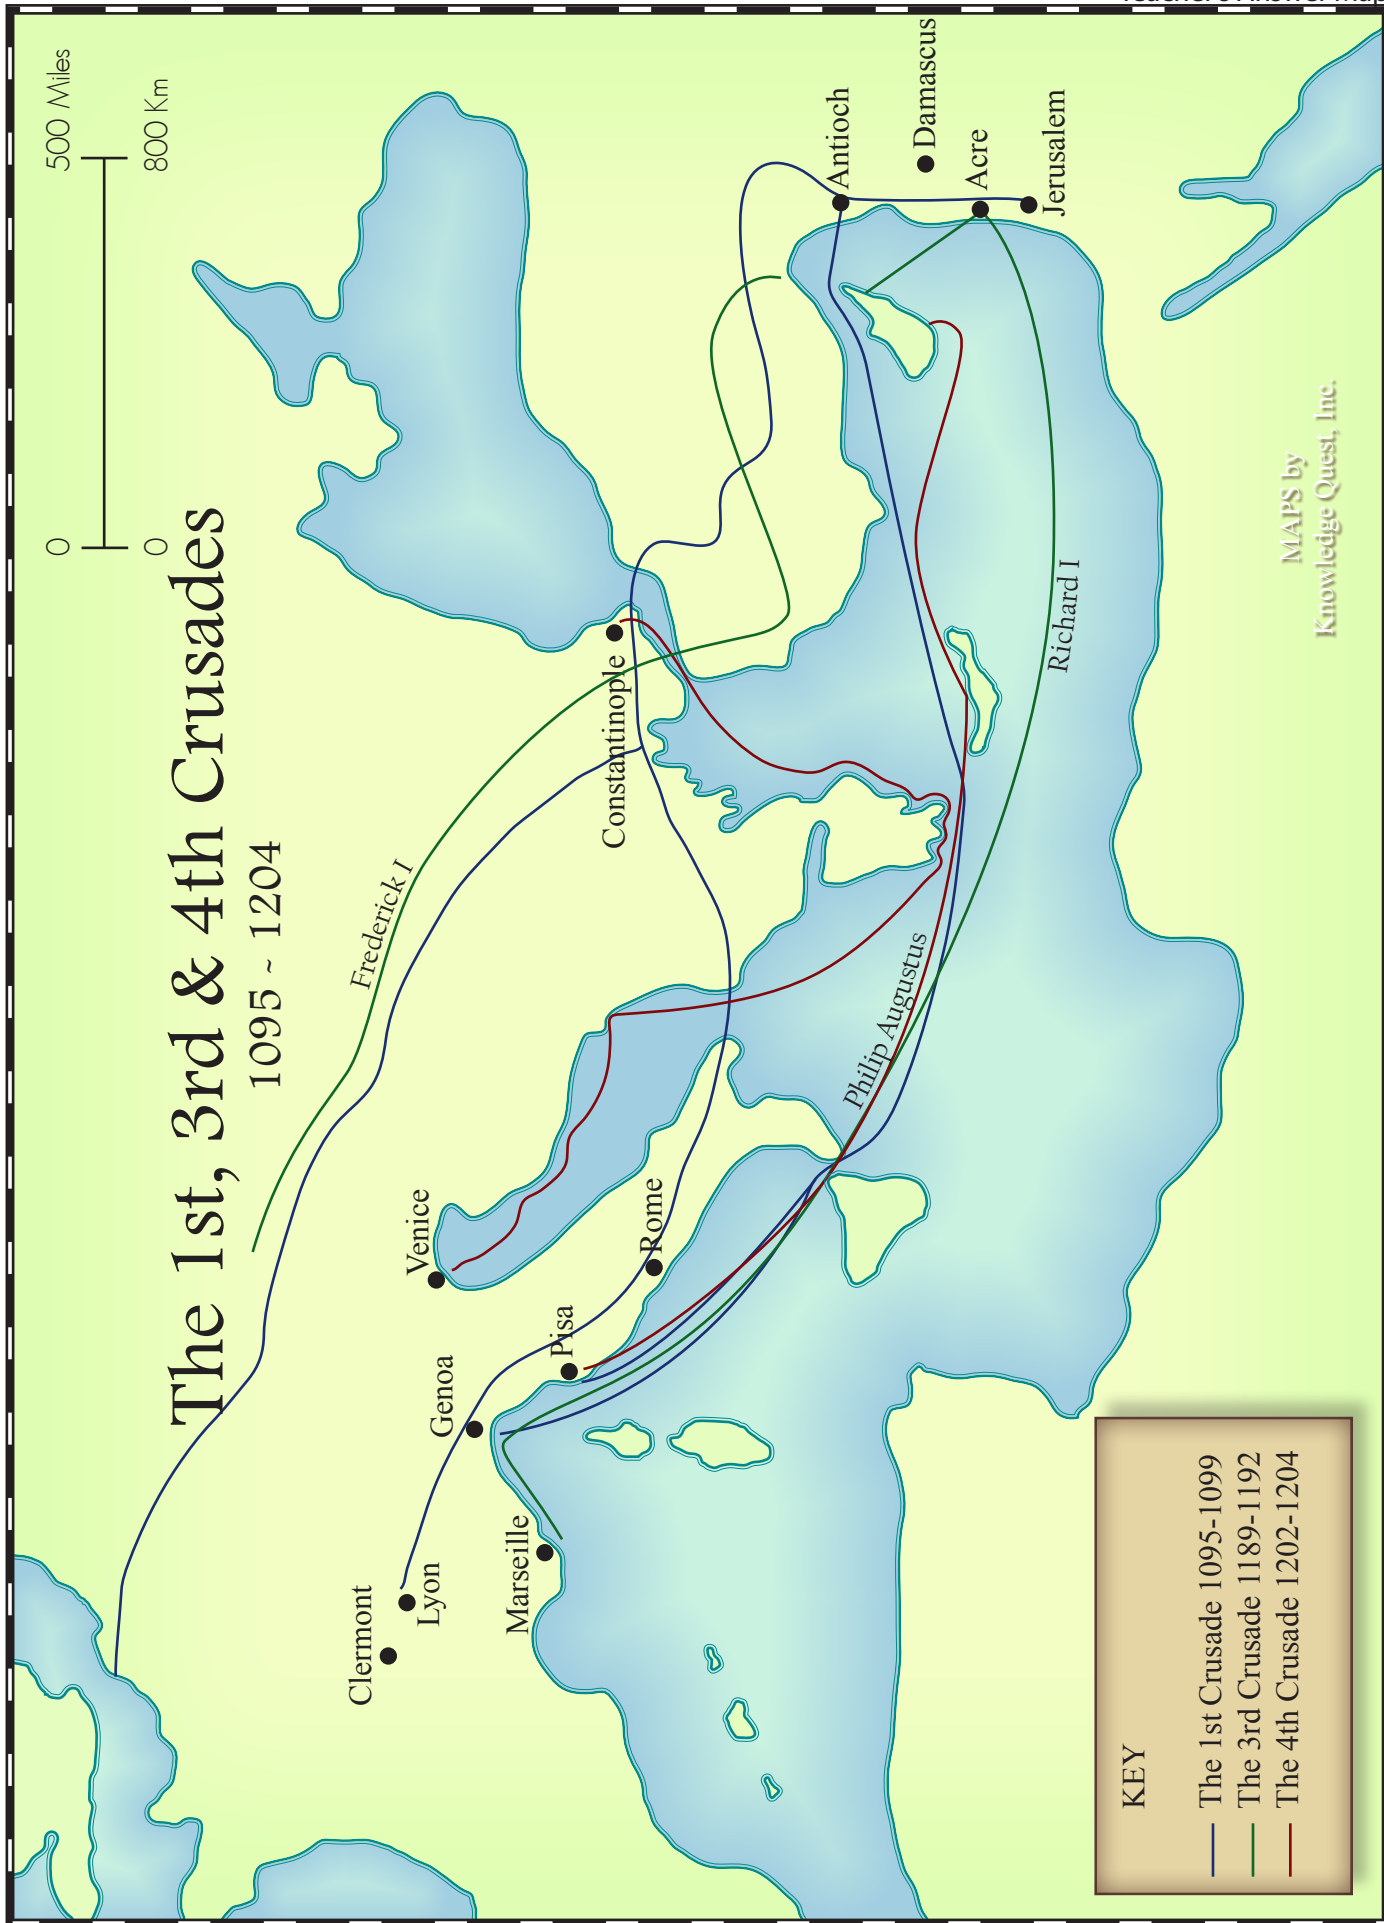 The 1st, 3rd & 4th Crusades
1095 ~ 1204
0
500 Miles
0
800 Km
Clermont
Lyon
Marseille
Genoa
Pisa
Venice
Rome
Constantinople
Antioch
Damascus
Acre
Jerusalem
Frederick I
Philip Augustus
Richard I
KEY
The 1st Crusade 1095-1099
The 3rd Crusade 1189-1192
The 4th Crusade 1202-1204
MAPS by
Knowledge Quest, Inc.